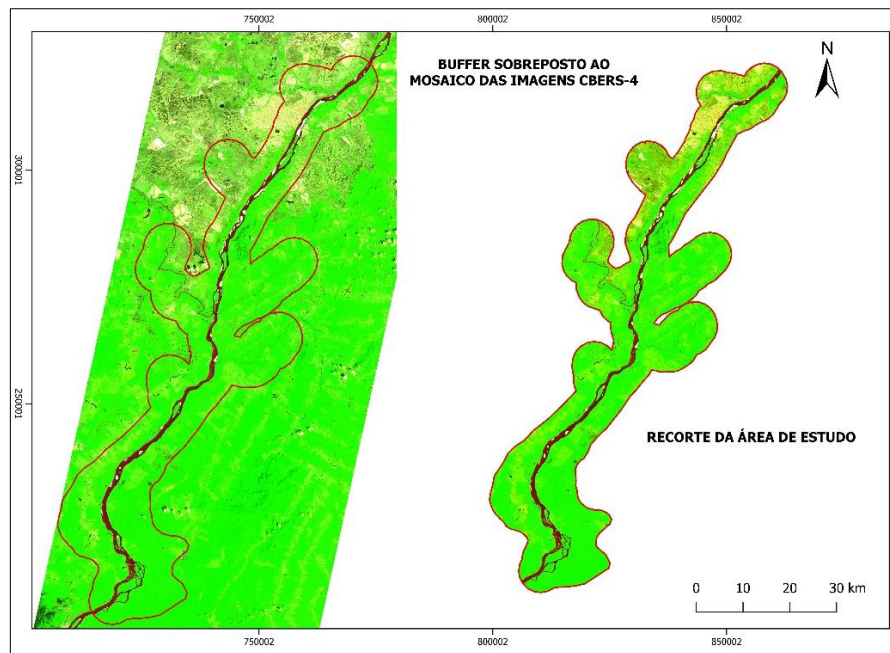 750002
800002
850002
BUFFER SOBREPOSTO AO
MOSAICO DAS IMAGENS CBERS-4
N
300001
250001
RECORTE DA ÁREA DE ESTUDO
0 10 20 30 km
750002
800002
850002